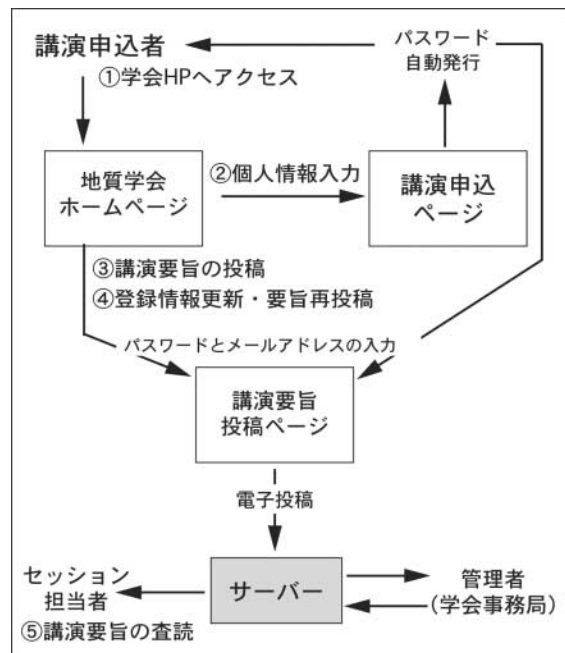 講演申込者
パスワード
自動発行
①学会HPへアクセス
地質学会
ホームページ
②個人情報入力
講演申込
ページ
③講演要旨の投稿
④登録情報更新・要旨再投稿
パスワードとメールアドレスの入力
講演要旨
投稿ページ
電子投稿
セッション
担当者
サーバー
管理者
(学会事務局)
⑤講演要旨の査読